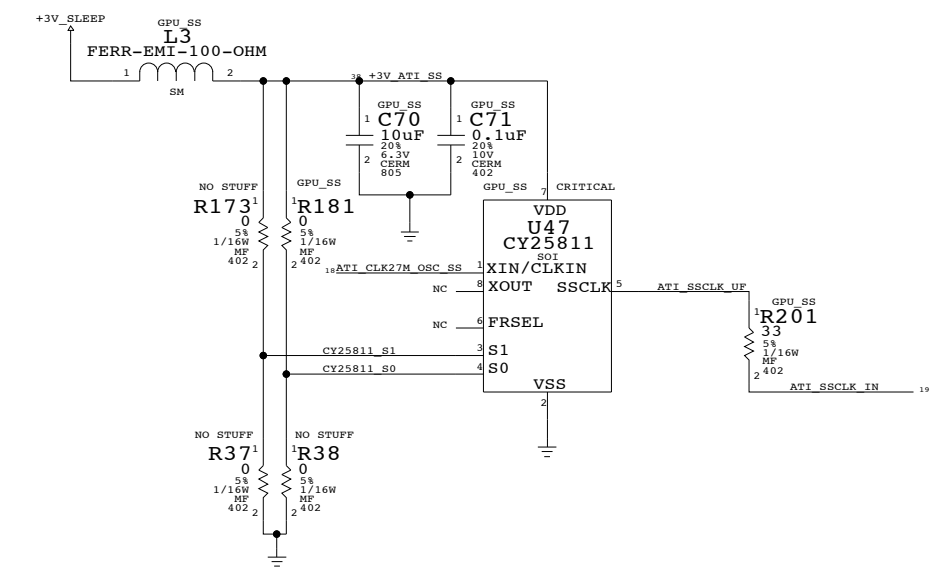 +3V_SLEEP
GPU_SS
L3
FERR-EMI-100-OHM
1 2
SM
38 +3V_ATI_SS
GPU_SS
1 C70
10uF
20%
2 6.3V
CERM
805
GPU_SS
1 C71
0.1uF
20%
2 10V
CERM
402
NO STUFF
R173 1
0
5%
1/16W
MF
402 2
GPU_SS
1 R181
0
5%
1/16W
MF
2 402
GPU_SS 7 CRITICAL
VDD
U47
CY25811
SOI
18 ATI_CLK27M_OSC_SS 1 XIN/CLKIN
NC 8 XOUT
SSCLK 5 ATI_SSCLK_UF
NC 6 FRSEL
CY25811_S1 3 S1
CY25811_S0 4 S0
VSS
2
GPU_SS
1 R201
33
5%
1/16W
MF
2 402
ATI_SSCLK_IN 19
NO STUFF
R37 1
0
5%
1/16W
MF
402 2
NO STUFF
1 R38
0
5%
1/16W
MF
2 402